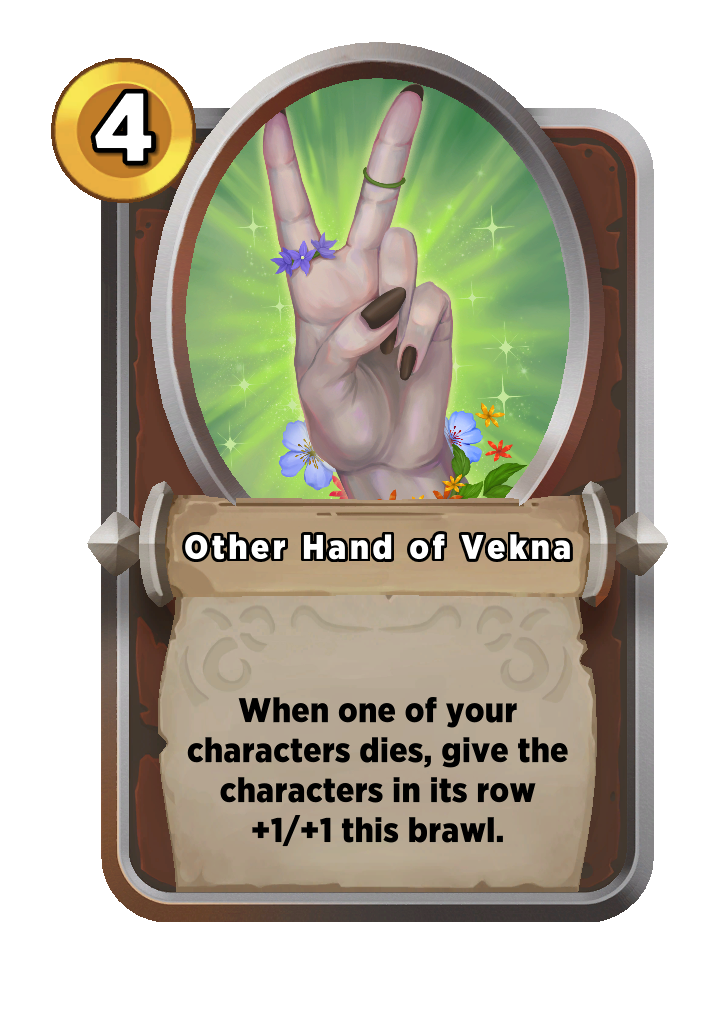 4
Other Hand of Vekna
When one of your
characters dies, give the
characters in its row
+1/+1 this brawl.